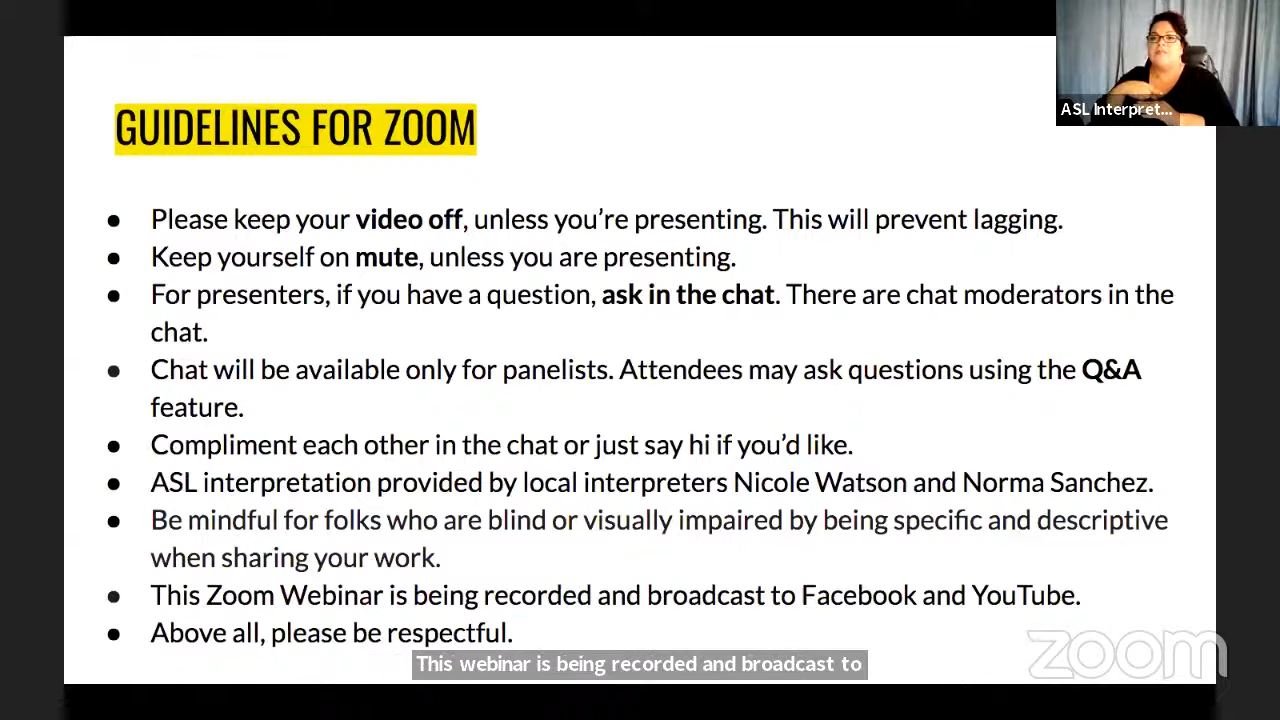 ASL Interpret...
GUIDELINES FOR ZOOM
● Please keep your video off, unless you’re presenting. This will prevent lagging.
● Keep yourself on mute, unless you are presenting.
● For presenters, if you have a question, ask in the chat. There are chat moderators in the
chat.
● Chat will be available only for panelists. Attendees may ask questions using the Q&A
feature.
● Compliment each other in the chat or just say hi if you’d like.
● ASL interpretation provided by local interpreters Nicole Watson and Norma Sanchez.
● Be mindful for folks who are blind or visually impaired by being specific and descriptive
when sharing your work.
● This Zoom Webinar is being recorded and broadcast to Facebook and YouTube.
● Above all, please be respectful.
zoom
This webinar is being recorded and broadcast to